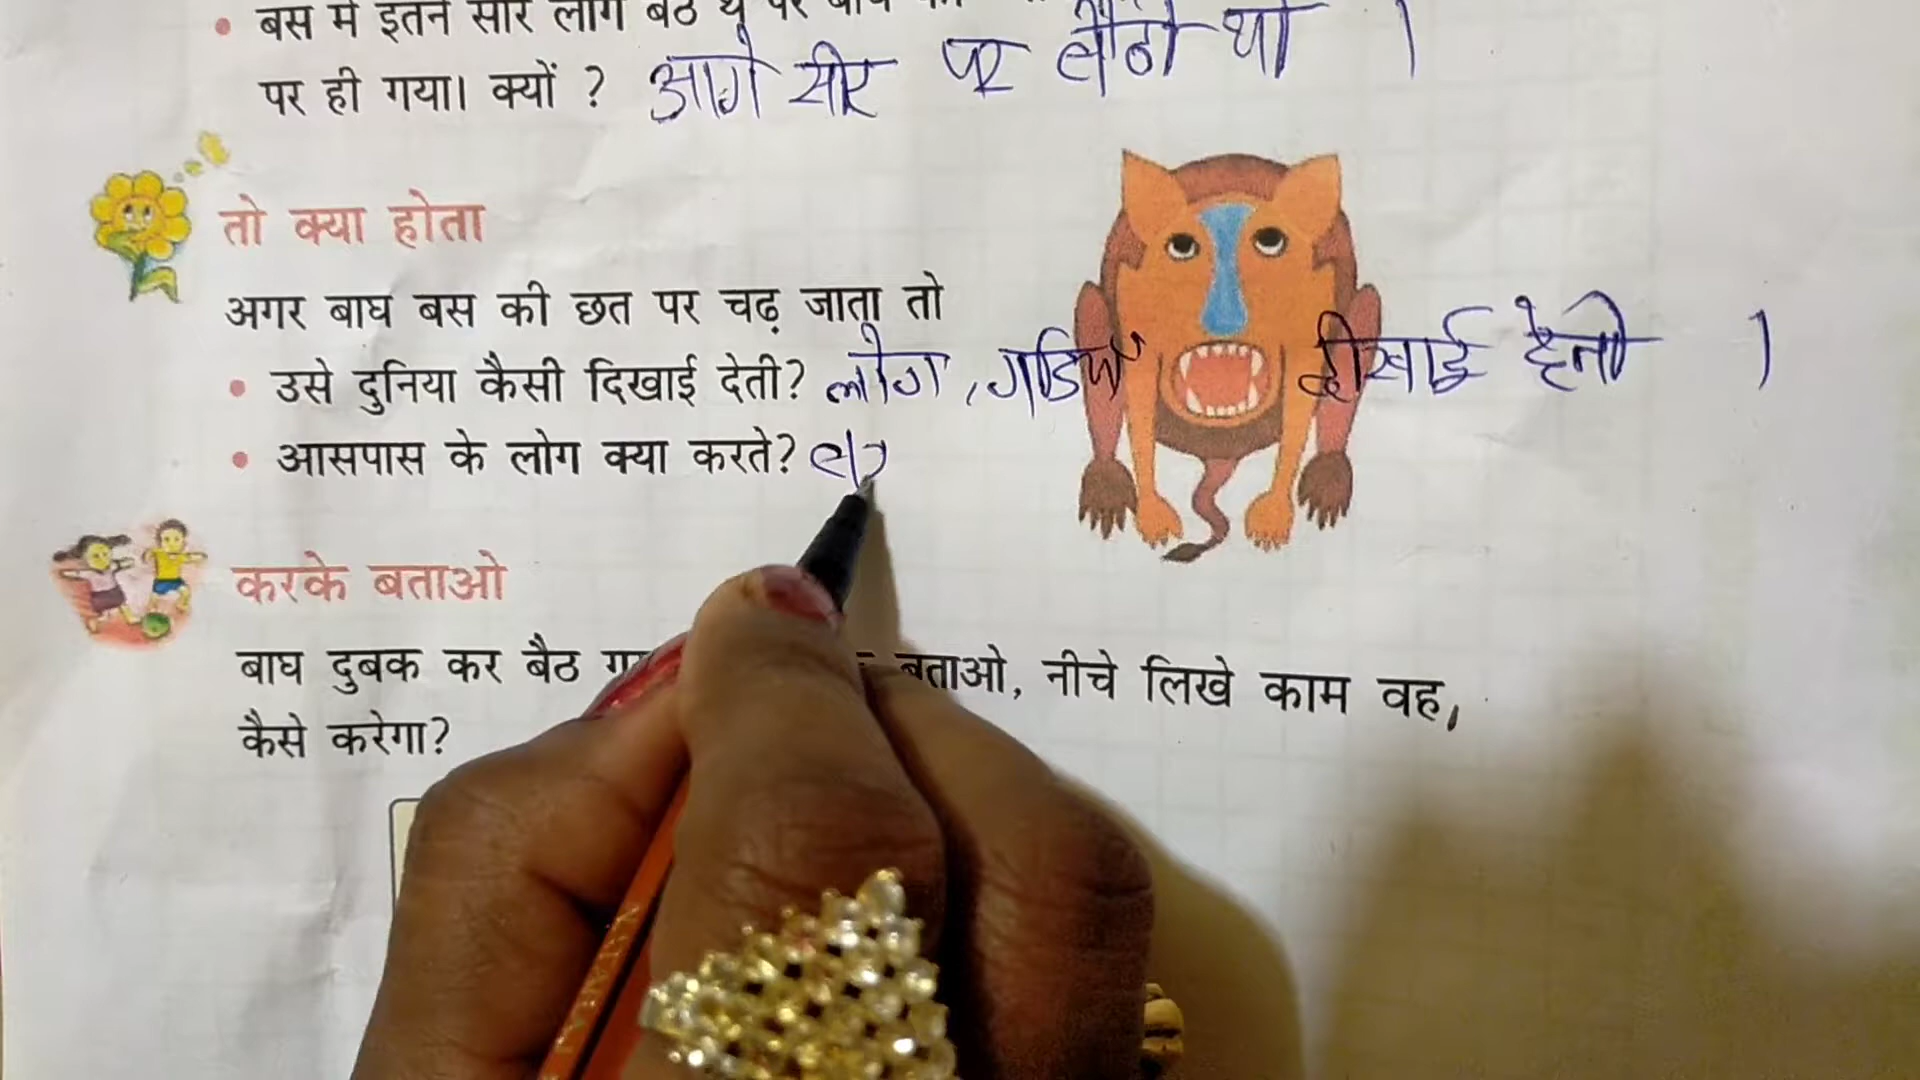 बस में इतने सारे लोग बैठे थे पर बाघ
पर ही गया। क्यों ? आगे सीर पर बैठा था ।
तो क्या होता
अगर बाघ बस की छत पर चढ़ जाता तो
• उसे दुनिया कैसी दिखाई देती? लोग , गाडियाँ दीखाई देती ।
• आसपास के लोग क्या करते?
करके बताओ
बाघ दुबक कर बैठ बताओ, नीचे लिखे काम वह,
कैसे करेगा?